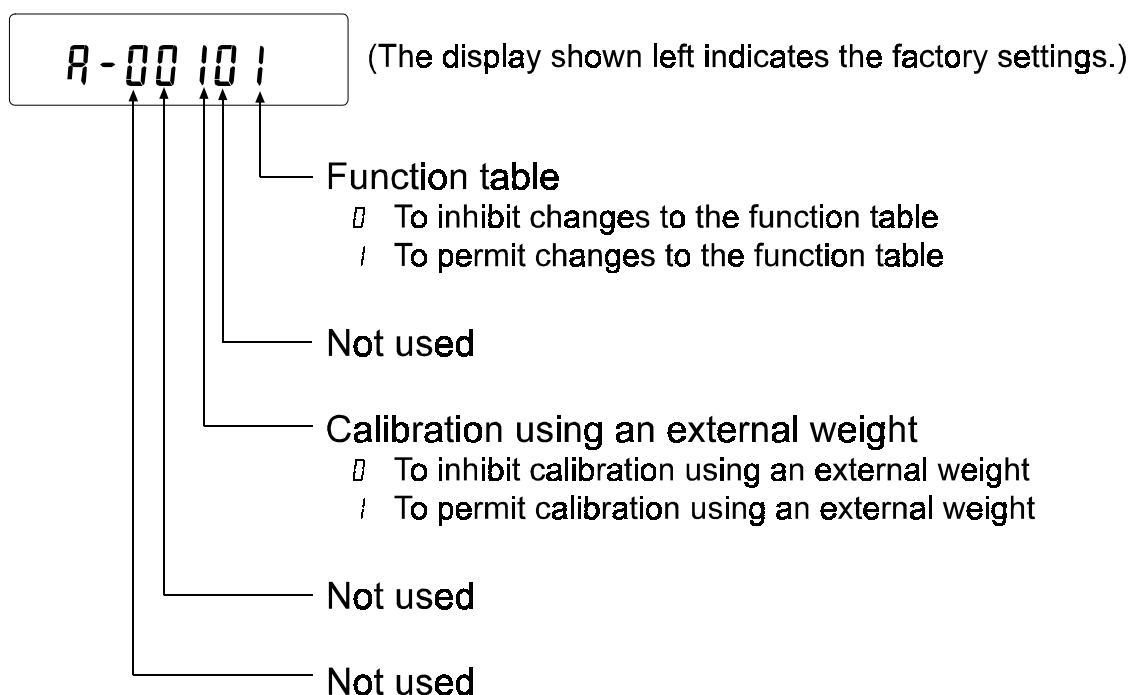 A-00101 (The display shown left indicates the factory settings.)
Function table
0 To inhibit changes to the function table
1 To permit changes to the function table
Not used
Calibration using an external weight
0 To inhibit calibration using an external weight
1 To permit calibration using an external weight
Not used
Not used